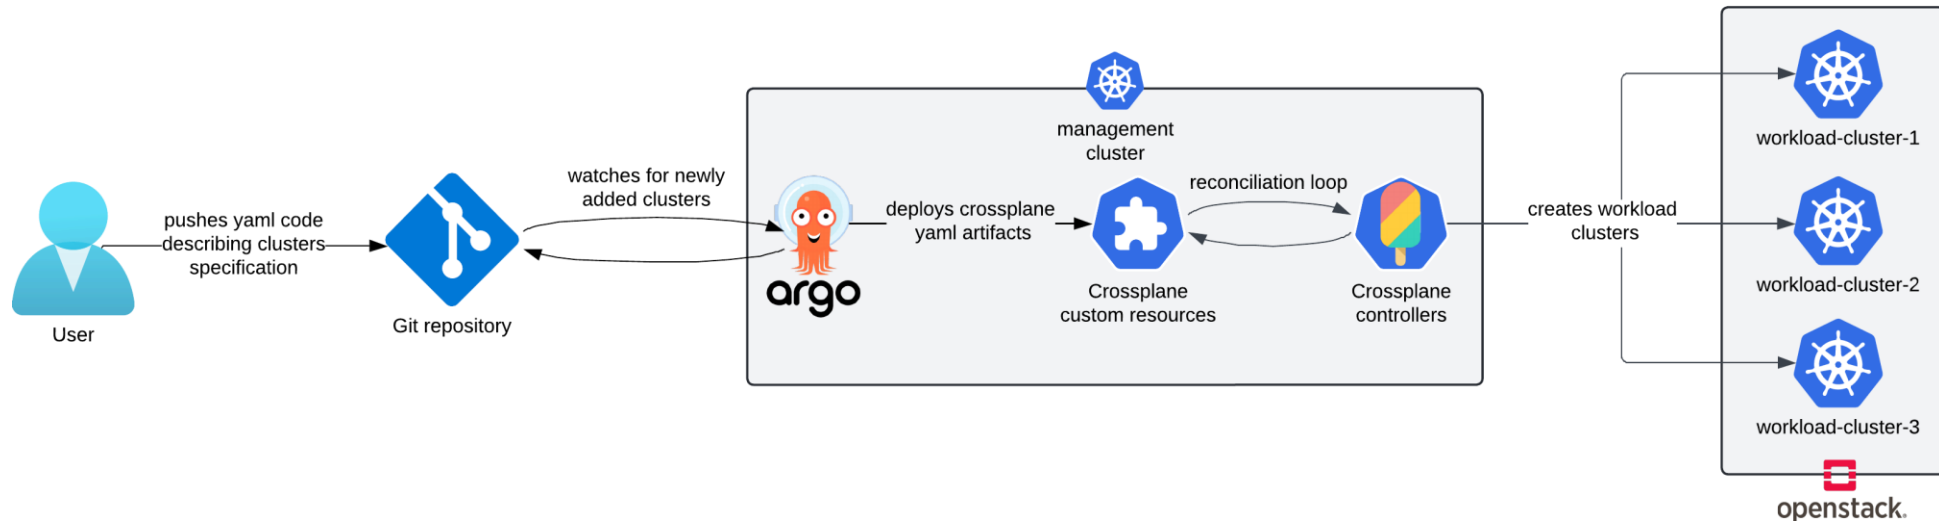 User
pushes yaml code
describing clusters
specification
Git repository
watches for newly
added clusters
management
cluster
argo
deploys crossplane
yaml artifacts
Crossplane
custom resources
reconciliation loop
Crossplane
controllers
creates workload
clusters
workload-cluster-1
workload-cluster-2
workload-cluster-3
openstack.